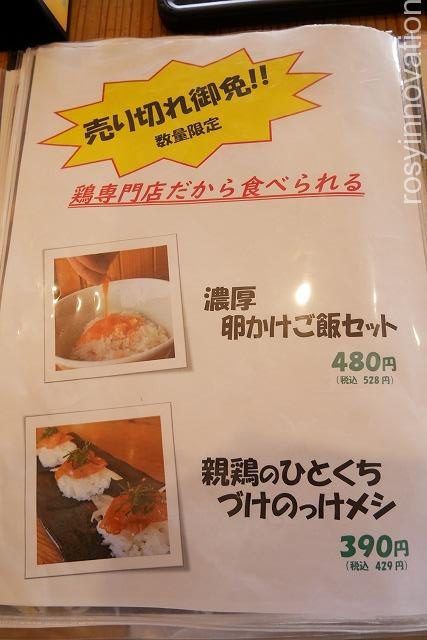 売り切れ御免!!
数量限定
鶏専門店だから食べられる
濃厚
卵かけご飯セット
480円
(税込 528円)
親鶏のひとくち
づけのっけメシ
390円
(税込 429円)
rosyinnovation